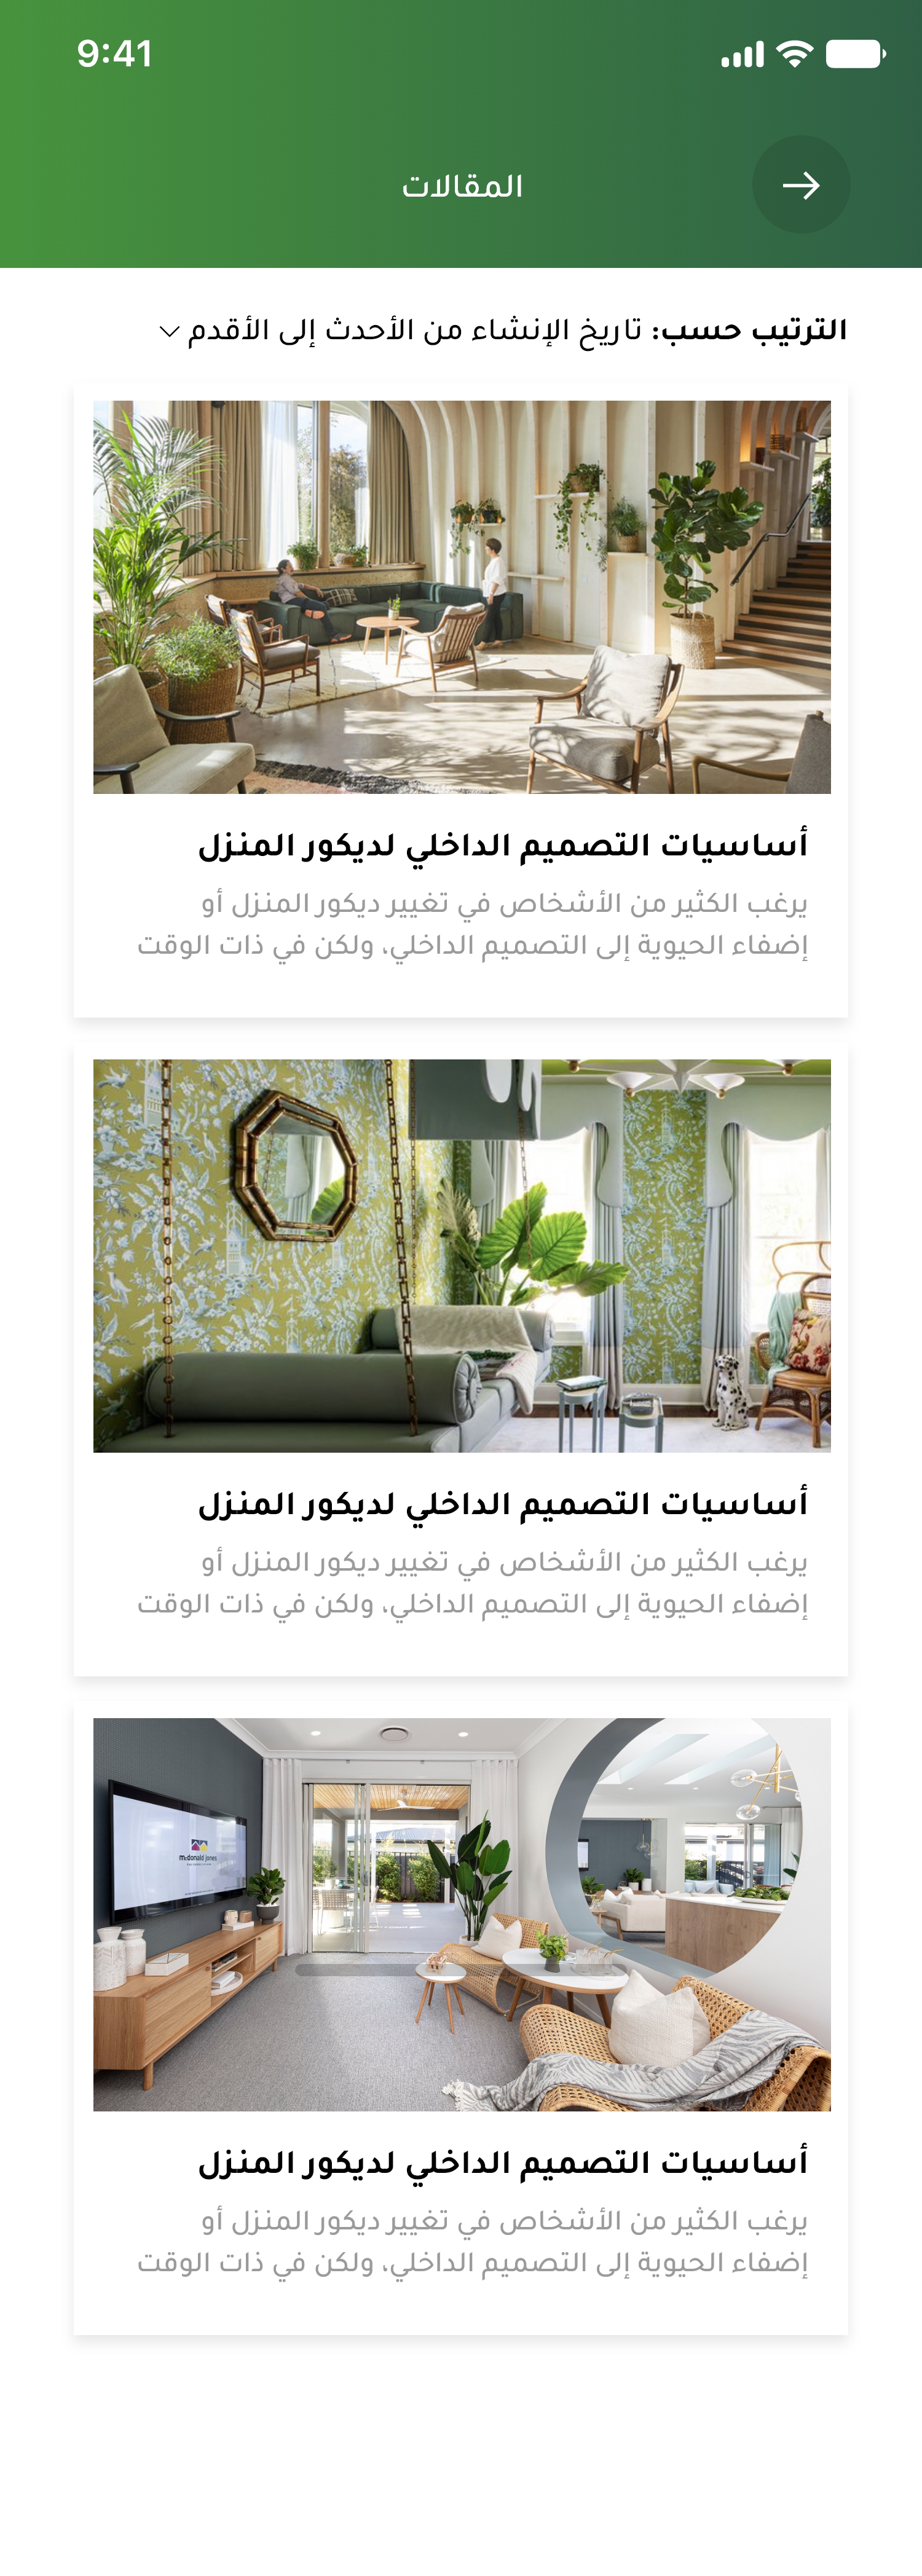 9:41
المقالات
الترتيب حسب: تاريخ الإنشاء من الأحدث إلى الأقدم
أساسيات التصميم الداخلي لديكور المنزل
يرغب الكثير من الأشخاص في تغيير ديكور المنزل أو
إضفاء الحيوية إلى التصميم الداخلي، ولكن في ذات الوقت
أساسيات التصميم الداخلي لديكور المنزل
يرغب الكثير من الأشخاص في تغيير ديكور المنزل أو
إضفاء الحيوية إلى التصميم الداخلي، ولكن في ذات الوقت
mcdonald jones
أساسيات التصميم الداخلي لديكور المنزل
يرغب الكثير من الأشخاص في تغيير ديكور المنزل أو
إضفاء الحيوية إلى التصميم الداخلي، ولكن في ذات الوقت